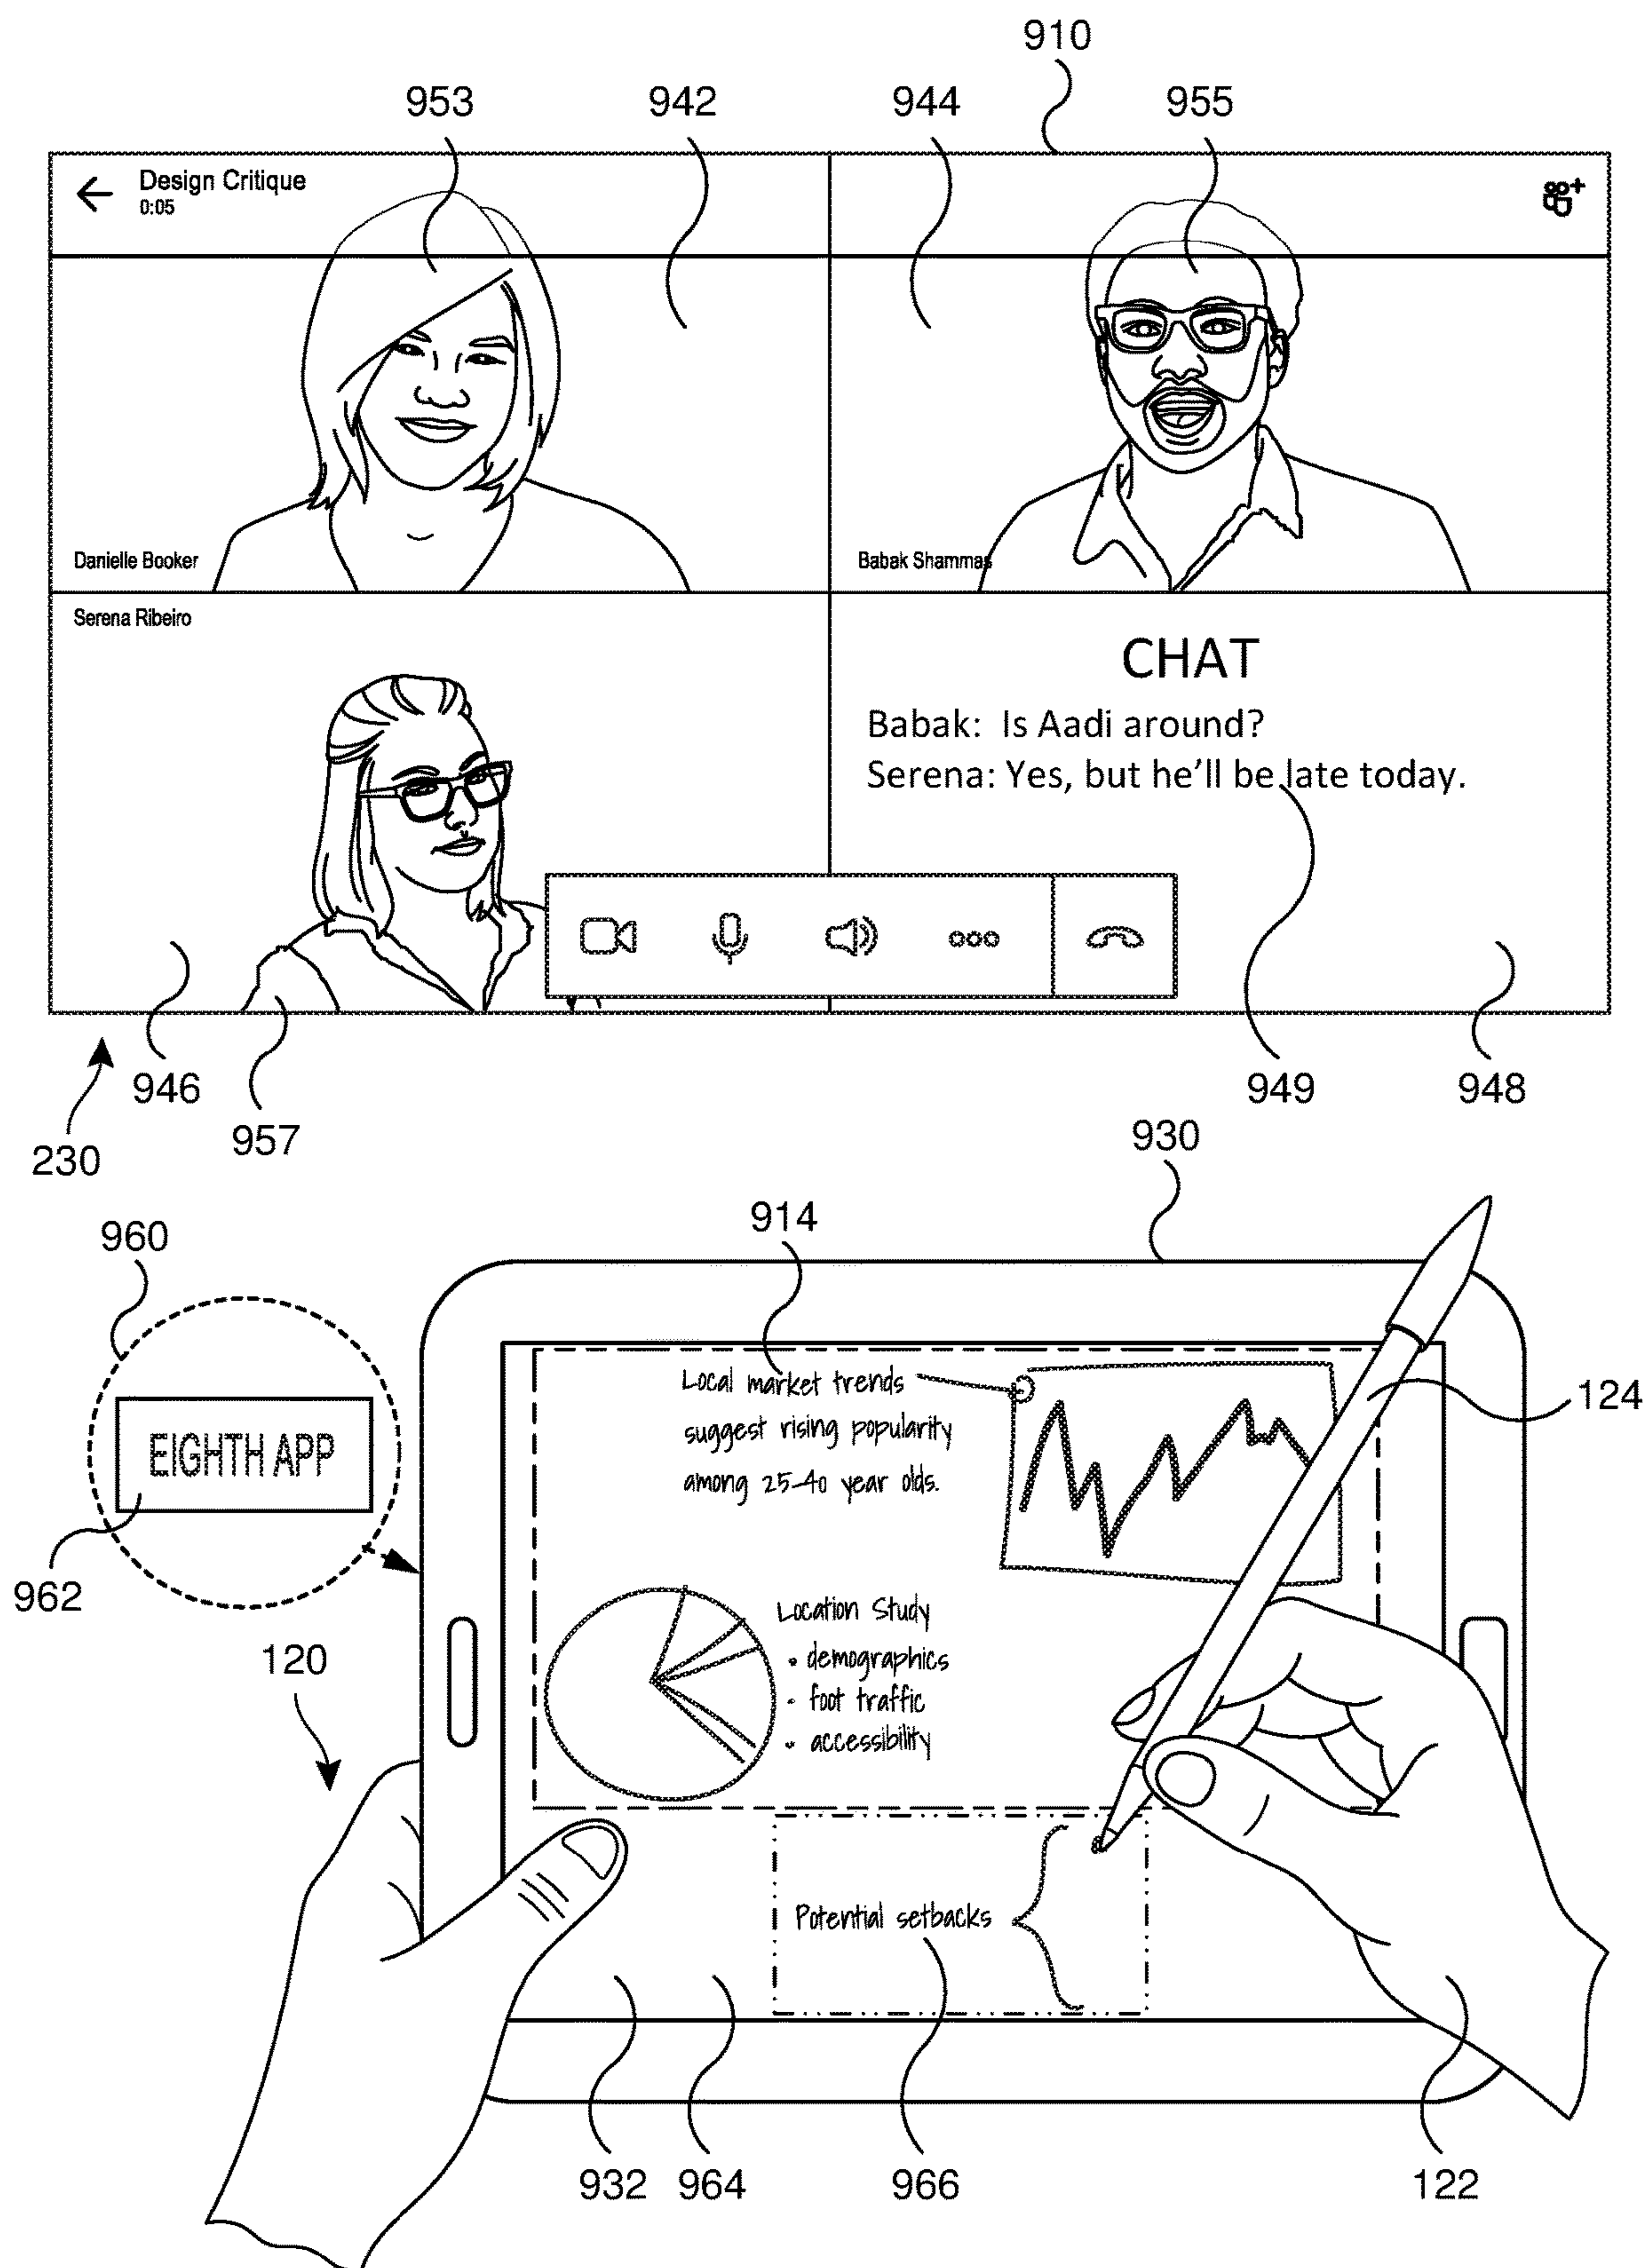 910
953
942
944
955
Design Critique
0:05
Danielle Booker
Babak Shammas
Serena Ribeiro
CHAT
Babak: Is Aadi around?
Serena: Yes, but he'll be late today.
946
957
949
948
230
930
914
960
Local market trends
suggest rising popularity
among 25-40 year olds.
124
EIGHTH APP
962
Location Study
• demographics
• foot traffic
• accessibility
120
Potential setbacks
932
964
966
122